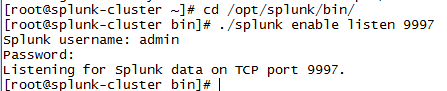 [root@splunk-cluster ~]# cd /opt/splunk/bin/
[root@splunk-cluster bin]# ./splunk enable listen 9997
Splunk username: admin
Password:
Listening for Splunk data on TCP port 9997.
[root@splunk-cluster bin]#